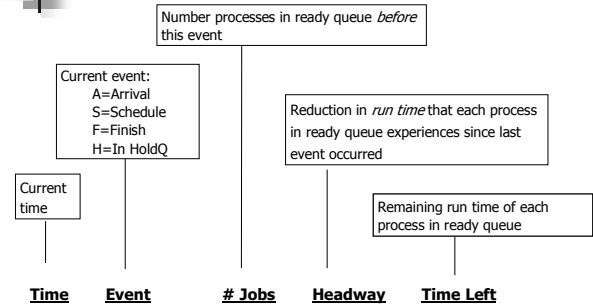 Number processes in ready queue before
this event
Current event:
A=Arrival
S=Schedule
F=Finish
H=In HoldQ
Reduction in run time that each process
in ready queue experiences since last
event occurred
Current
time
Remaining run time of each
process in ready queue
Time Event # Jobs Headway Time Left